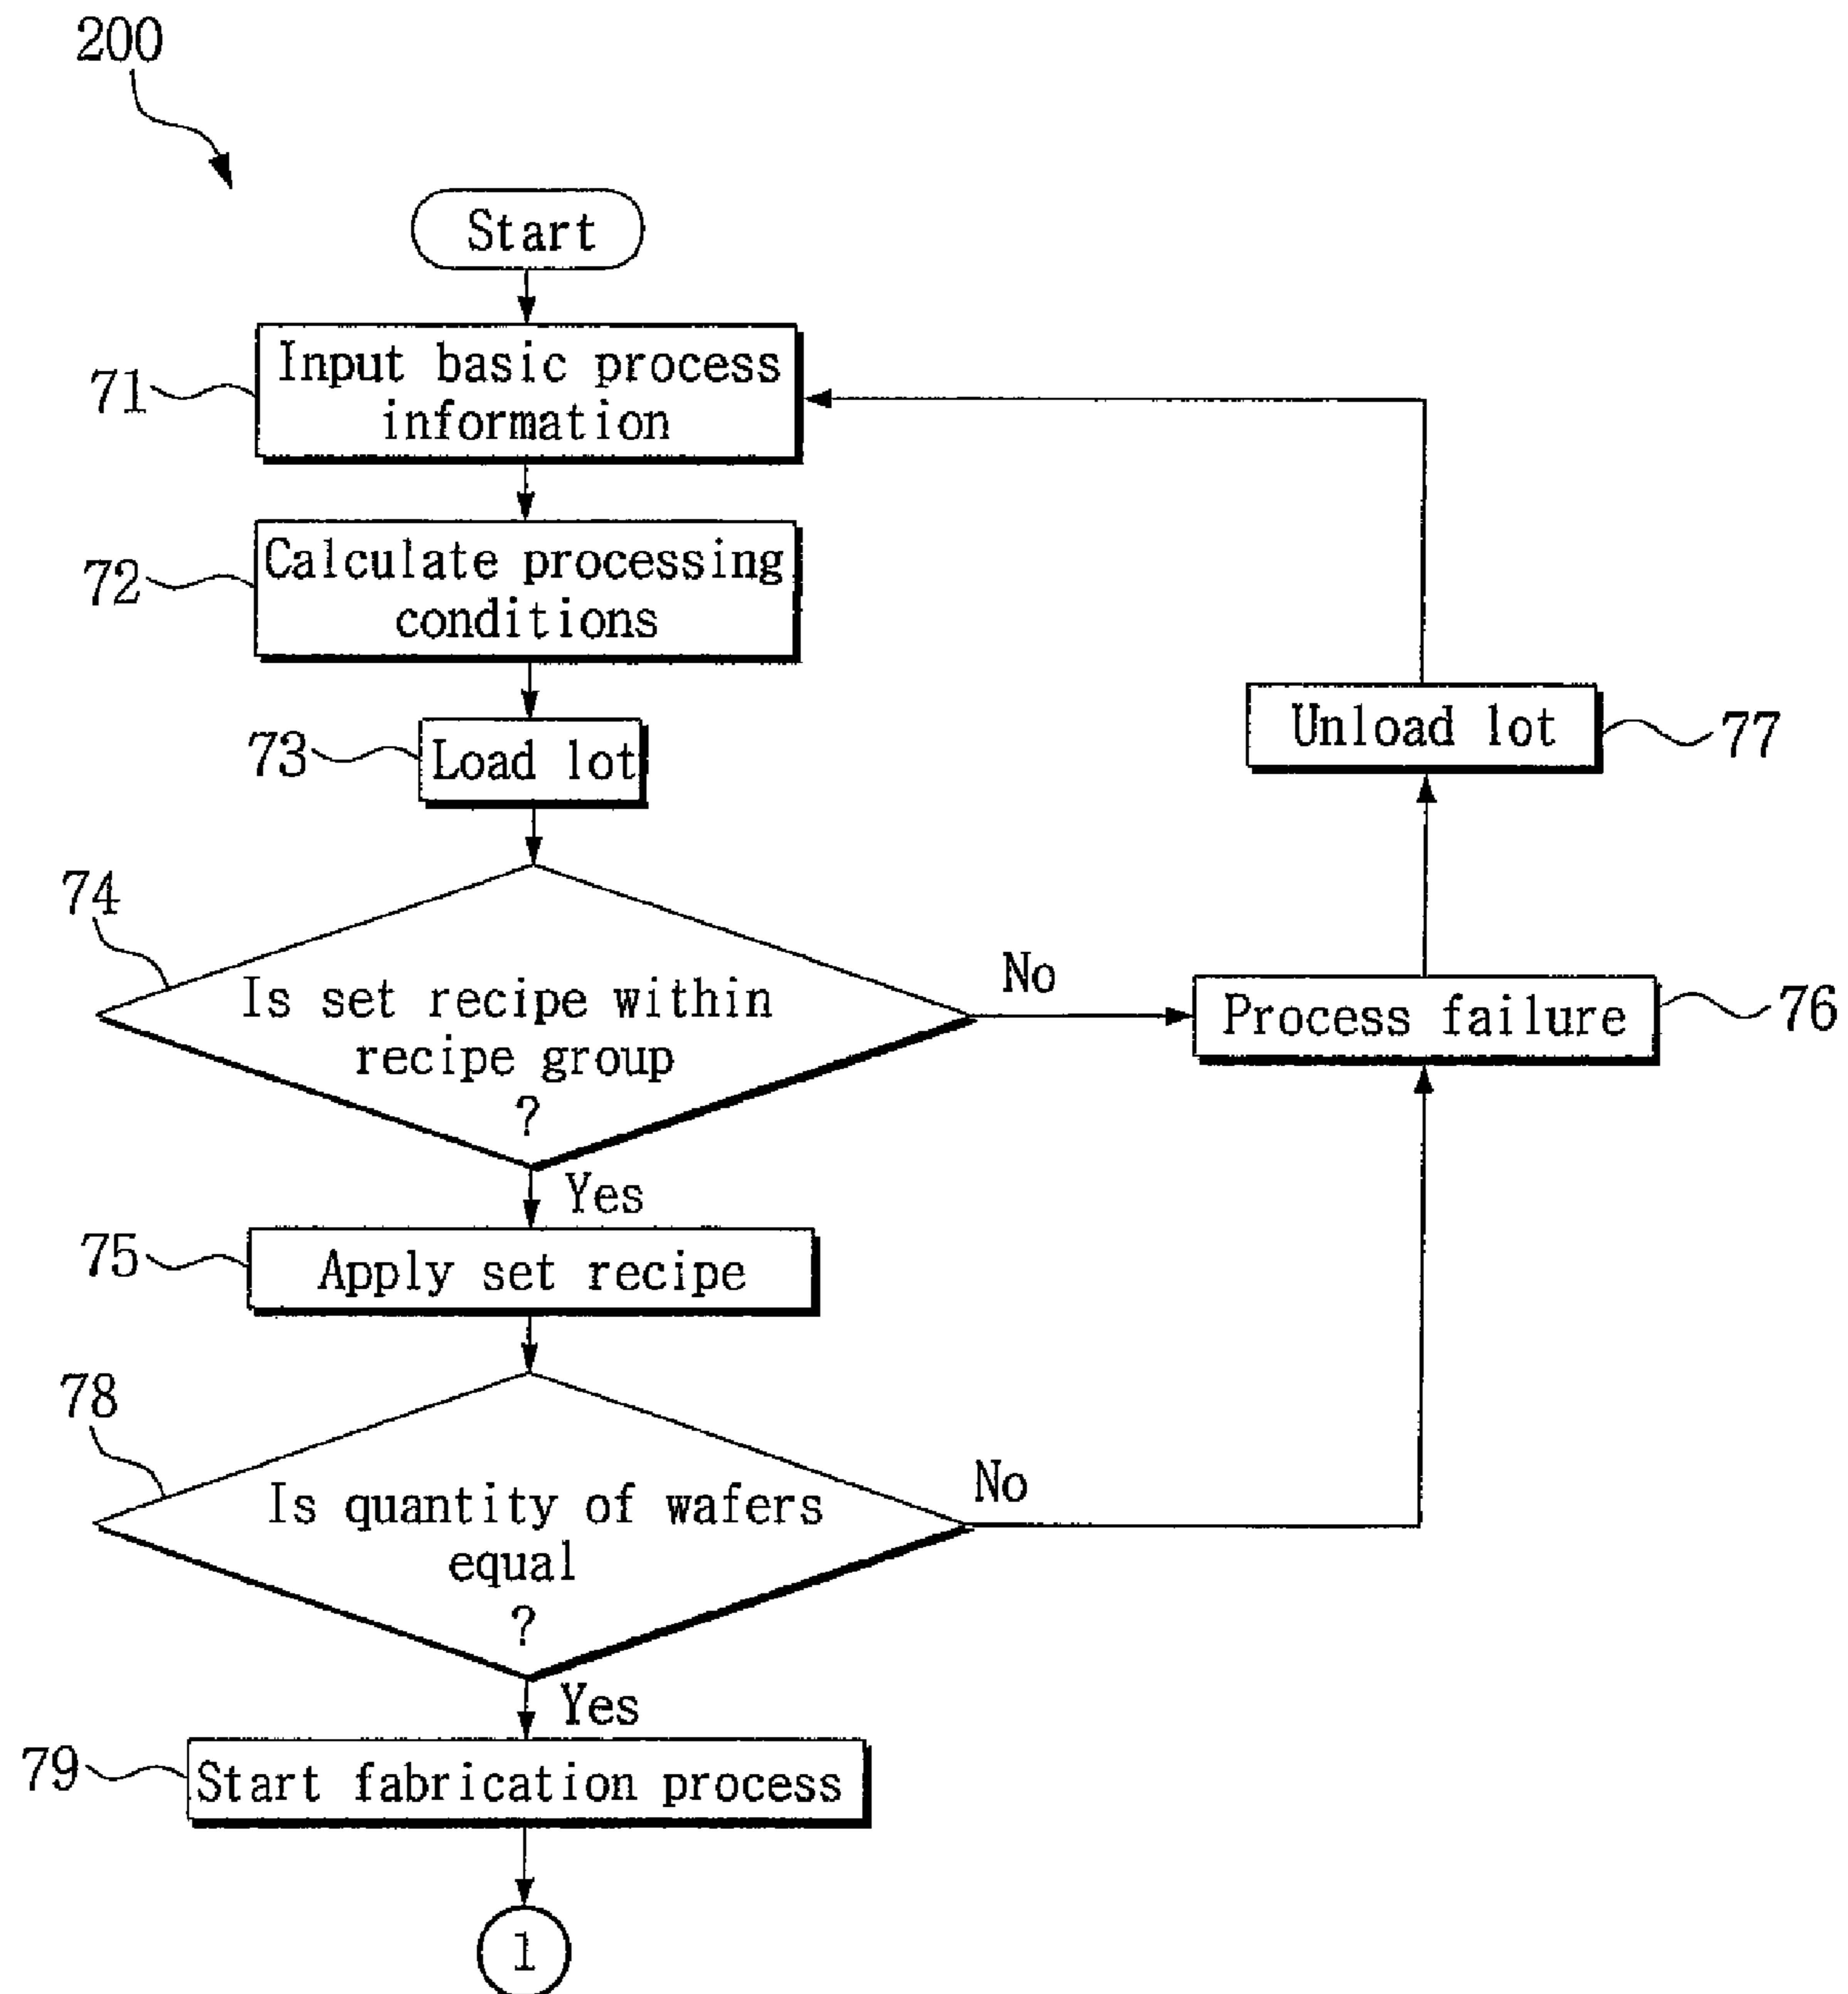 200
Start
71
Input basic process
information
72
Calculate processing
conditions
73
Load lot
Unload lot
77
74
Is set recipe within
recipe group
?
No
Process failure
76
Yes
75
Apply set recipe
78
Is quantity of wafers
equal
?
No
Yes
79
Start fabrication process
1